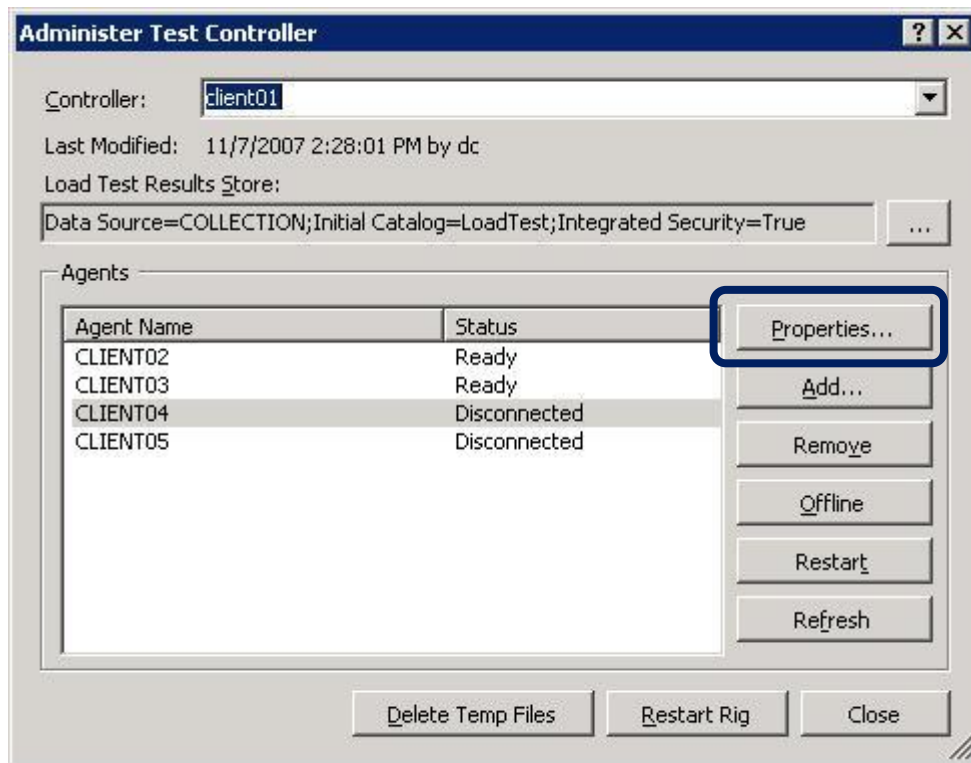 Administer Test Controller
Controller: client01
Last Modified: 11/7/2007 2:28:01 PM by dc
Load Test Results Store:
Data Source=COLLECTION;Initial Catalog=LoadTest;Integrated Security=True ...
Agents
Agent Name Status Properties...
CLIENT02 Ready
CLIENT03 Ready Add...
CLIENT04 Disconnected
CLIENT05 Disconnected Remove
Offline
Restart
Refresh
Delete Temp Files Restart Rig Close